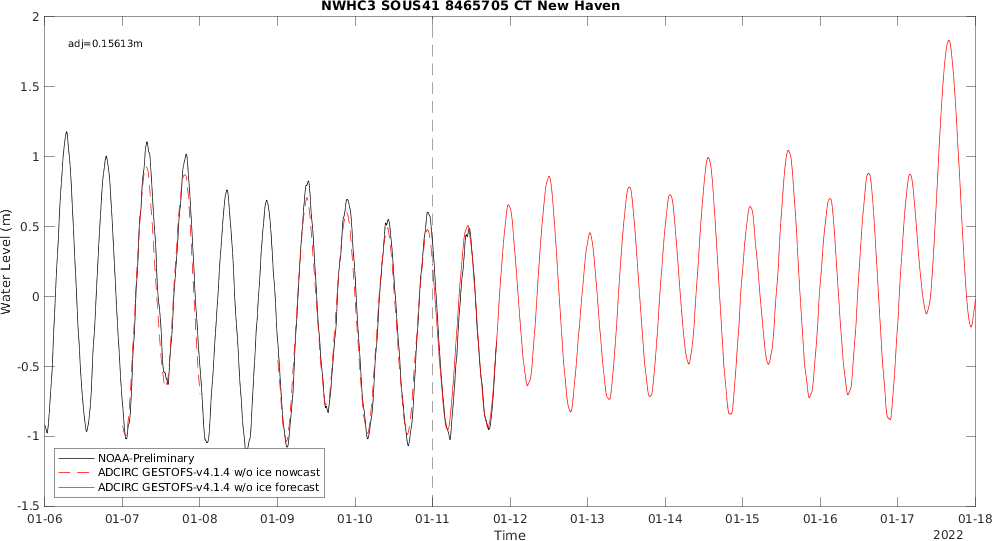 NWHC3 SOUS41 8465705 CT New Haven
adj=0.15613m
Water Level (m)
2
1.5
1
0.5
0
-0.5
-1
-1.5
NOAA-Preliminary
ADCIRC GESTOFS-v4.1.4 w/o ice nowcast
ADCIRC GESTOFS-v4.1.4 w/o ice forecast
01-06 01-07 01-08 01-09 01-10 01-11 01-12 01-13 01-14 01-15 01-16 01-17 01-18
Time
2022